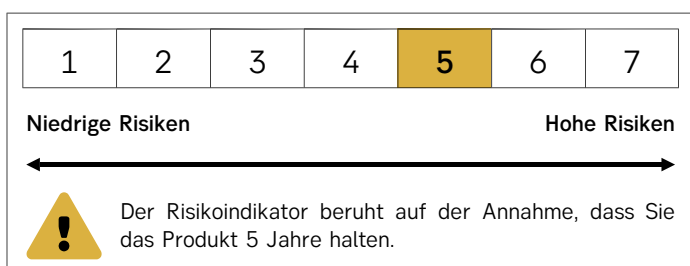 1 2 3 4 5 6 7
Niedrige Risiken Hohe Risiken
Der Risikoindikator beruht auf der Annahme, dass Sie
das Produkt 5 Jahre halten.